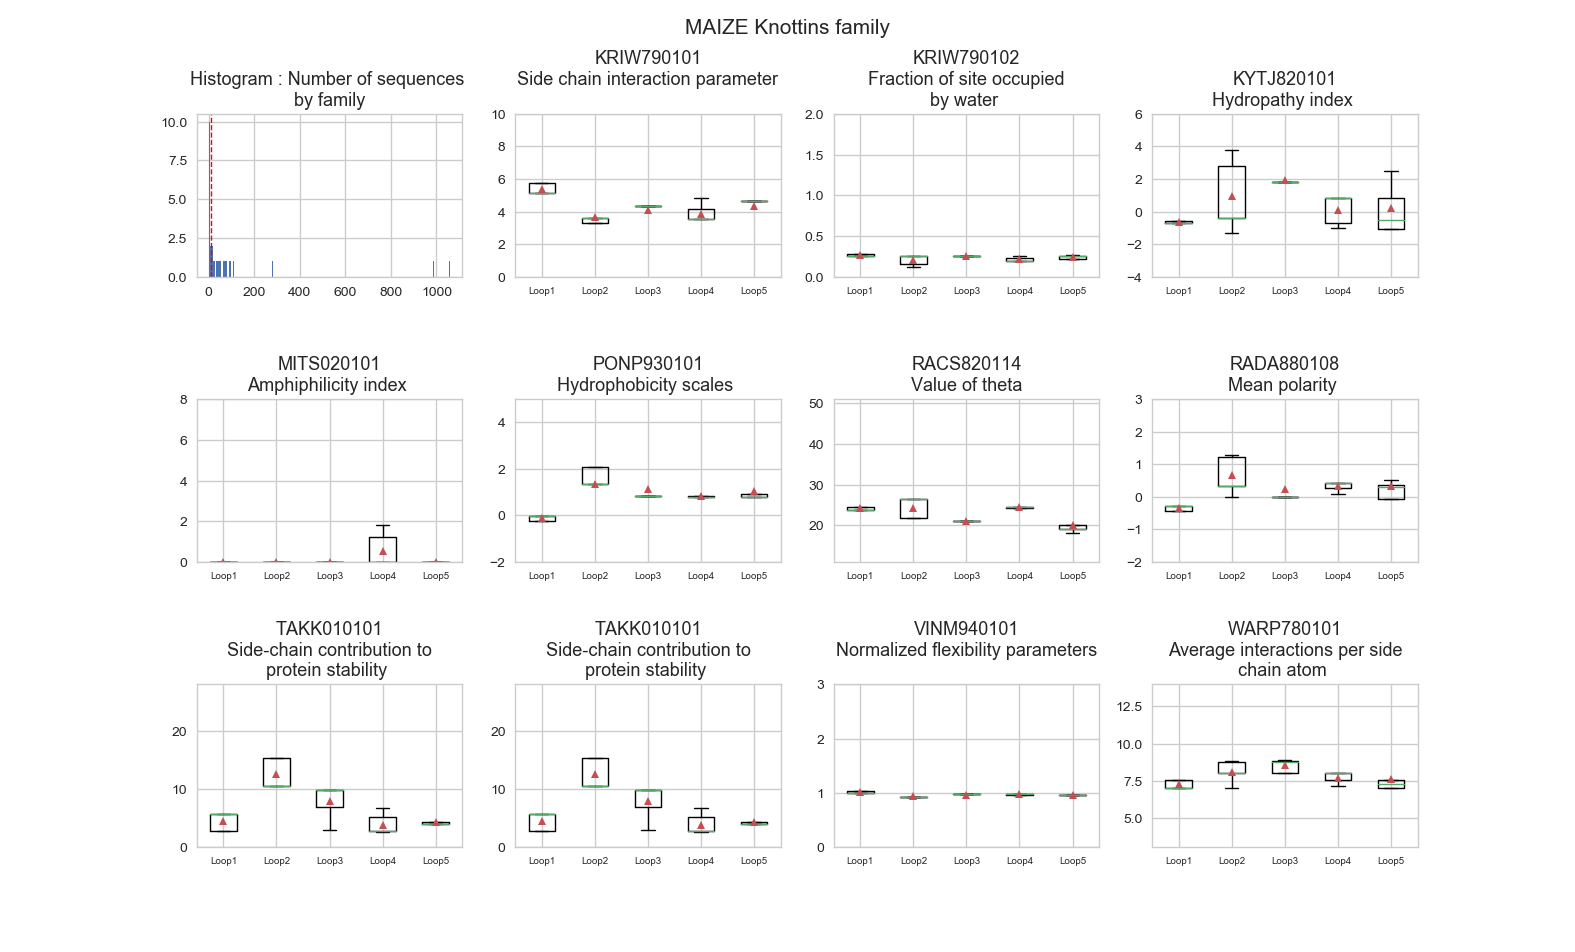 MAIZE Knottins family
Histogram : Number of sequences
by family
10.0
7.5
5.0
2.5
0.0
0 200 400 600 800 1000
KRIW790101
Side chain interaction parameter
10
8
6
4
2
0
Loop1 Loop2 Loop3 Loop4 Loop5
KRIW790102
Fraction of site occupied
by water
2.0
1.5
1.0
0.5
0.0
Loop1 Loop2 Loop3 Loop4 Loop5
KYTJ820101
Hydropathy index
6
4
2
0
−2
−4
Loop1 Loop2 Loop3 Loop4 Loop5
MITS020101
Amphiphilicity index
8
6
4
2
0
Loop1 Loop2 Loop3 Loop4 Loop5
PONP930101
Hydrophobicity scales
4
2
0
−2
Loop1 Loop2 Loop3 Loop4 Loop5
RACS820114
Value of theta
50
40
30
20
Loop1 Loop2 Loop3 Loop4 Loop5
RADA880108
Mean polarity
3
2
1
0
−1
−2
Loop1 Loop2 Loop3 Loop4 Loop5
TAKK010101
Side-chain contribution to
protein stability
20
10
0
Loop1 Loop2 Loop3 Loop4 Loop5
TAKK010101
Side-chain contribution to
protein stability
20
10
0
Loop1 Loop2 Loop3 Loop4 Loop5
VINM940101
Normalized flexibility parameters
3
2
1
0
Loop1 Loop2 Loop3 Loop4 Loop5
WARP780101
Average interactions per side
chain atom
12.5
10.0
7.5
5.0
Loop1 Loop2 Loop3 Loop4 Loop5